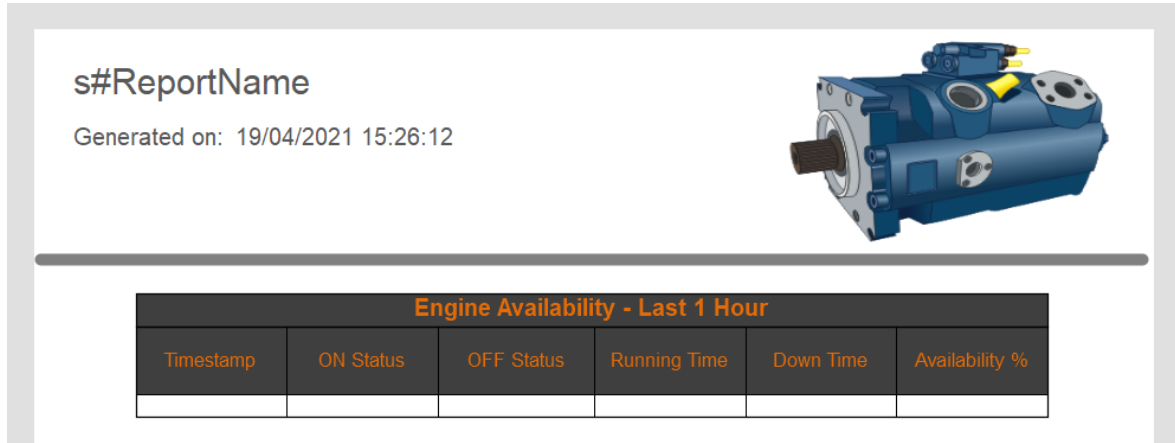 s#ReportName
Generated on: 19/04/2021 15:26:12
Engine Availability - Last 1 Hour
Timestamp ON Status OFF Status Running Time Down Time Availability %